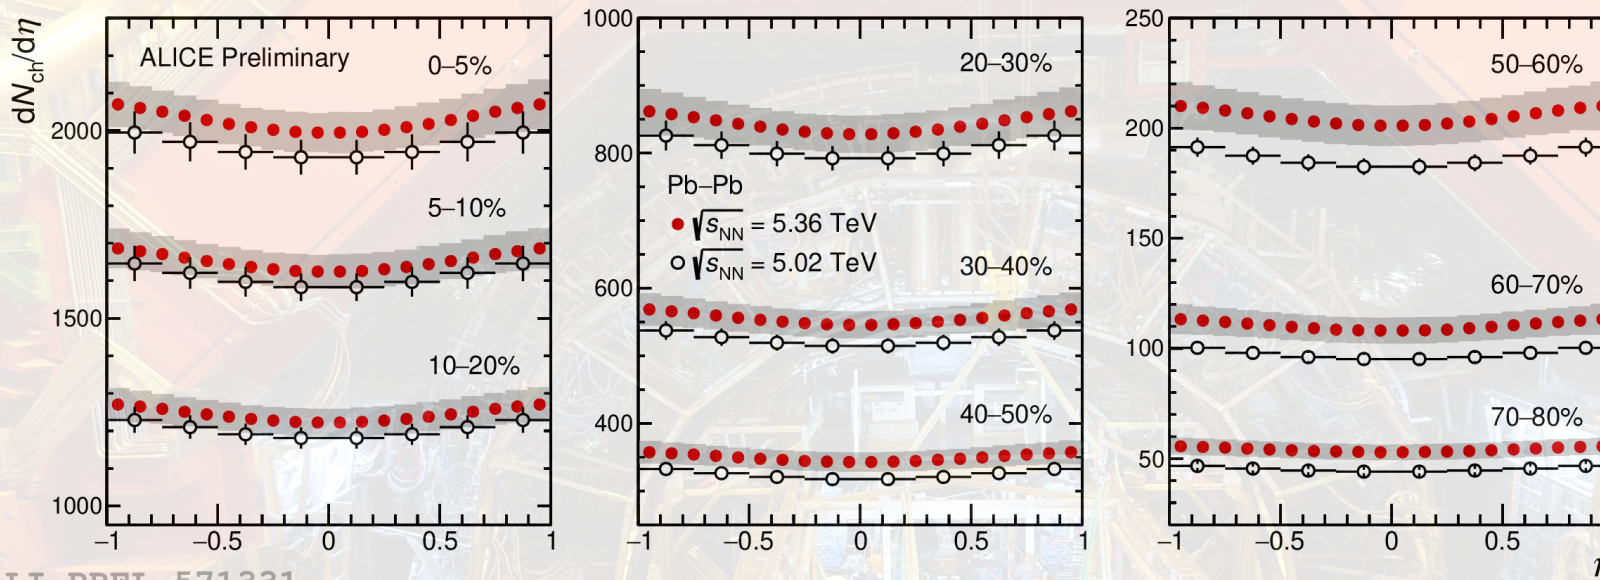 dN_ch/dη
ALICE Preliminary
0–5%
5–10%
10–20%
2000
1500
1000
−1 −0.5 0 0.5 1
1000
800
600
400
20–30%
Pb–Pb
√s_NN = 5.36 TeV
√s_NN = 5.02 TeV
30–40%
40–50%
−1 −0.5 0 0.5 1
250
200
150
100
50
50–60%
60–70%
70–80%
−1 −0.5 0 0.5